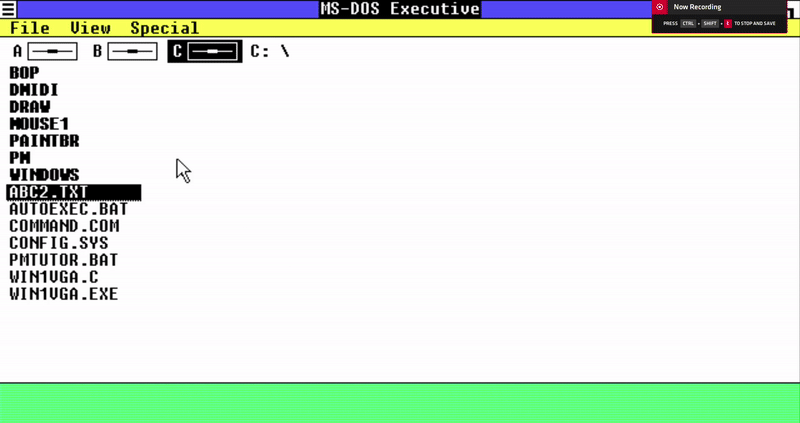 MS-DOS Executive
Now Recording
PRESS CTRL + SHIFT + E TO STOP AND SAVE
File View Special
A B C C: \
BOP
DMIDI
DRAW
MOUSE1
PAINTBR
PM
WINDOWS
ABC2.TXT
AUTOEXEC.BAT
COMMAND.COM
CONFIG.SYS
PMTUTOR.BAT
WIN1VGA.C
WIN1VGA.EXE